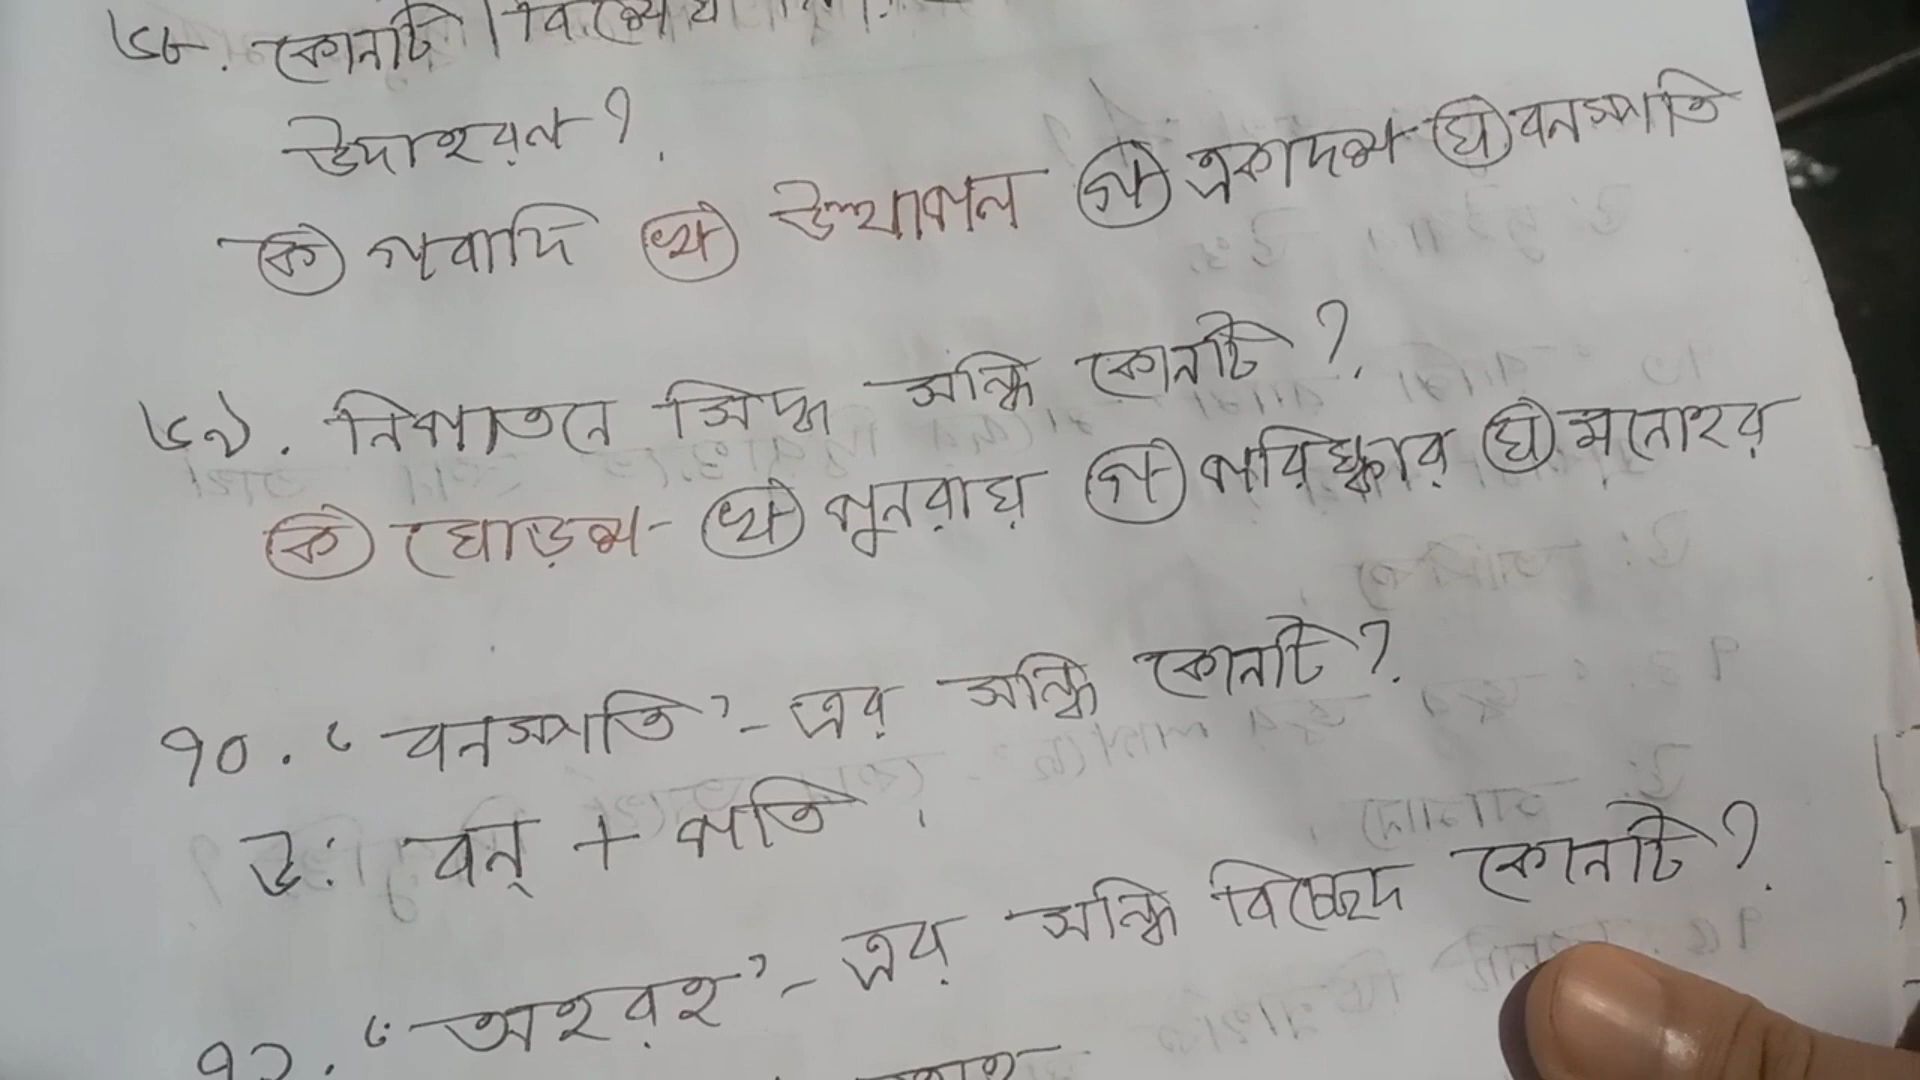 ৬৮. কোনটি বিশেষ
উদাহরণ?
ক গবাদি খ উত্থাপন গ একাদশ ঘ বনস্পতি
৬৯. নিপাতনে সিদ্ধ সন্ধি কোনটি?
ক ষোড়শ খ পুনরায় গ পরিষ্কার ঘ মনোহর
৭০. ‘বনস্পতি’- এর সন্ধি কোনটি?
উ: বন্ + পতি।
৭১. ‘অহরহ’- এর সন্ধি বিচ্ছেদ কোনটি?